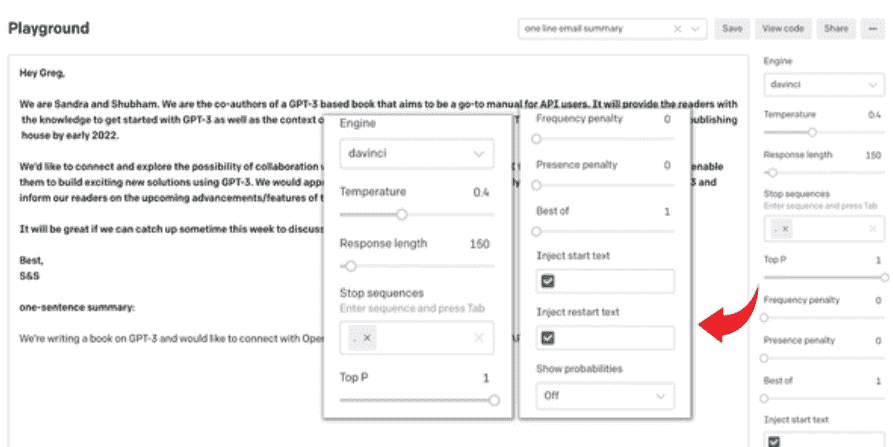 Playground
one line email summary
Save
View code
Share
Hey Greg,
We are Sandra and Shubham. We are the co-authors of a GPT-3 based book that aims to be a go-to manual for API users. It will provide the readers with
the knowledge to get started with GPT-3 as well as the context o
publishing
house by early 2022.
We'd like to connect and explore the possibility of collaboration
enable
them to build exciting new solutions using GPT-3. We would app
3 and
inform our readers on the upcoming advancements/features of t
It will be great if we can catch up sometime this week to discus
Best,
S&S
one-sentence summary:
We're writing a book on GPT-3 and would like to connect with Ope
Engine
davinci
Temperature 0.4
Response length 150
Stop sequences
Enter sequence and press Tab
.
Top P 1
Frequency penalty 0
Presence penalty 0
Best of 1
Inject start text
Inject restart text
Show probabilities
Off
Engine
davinci
Temperature 0.4
Response length 150
Stop sequences
Enter sequence and press Tab
.
Top P 1
Frequency penalty 0
Presence penalty 0
Best of 1
Inject start text